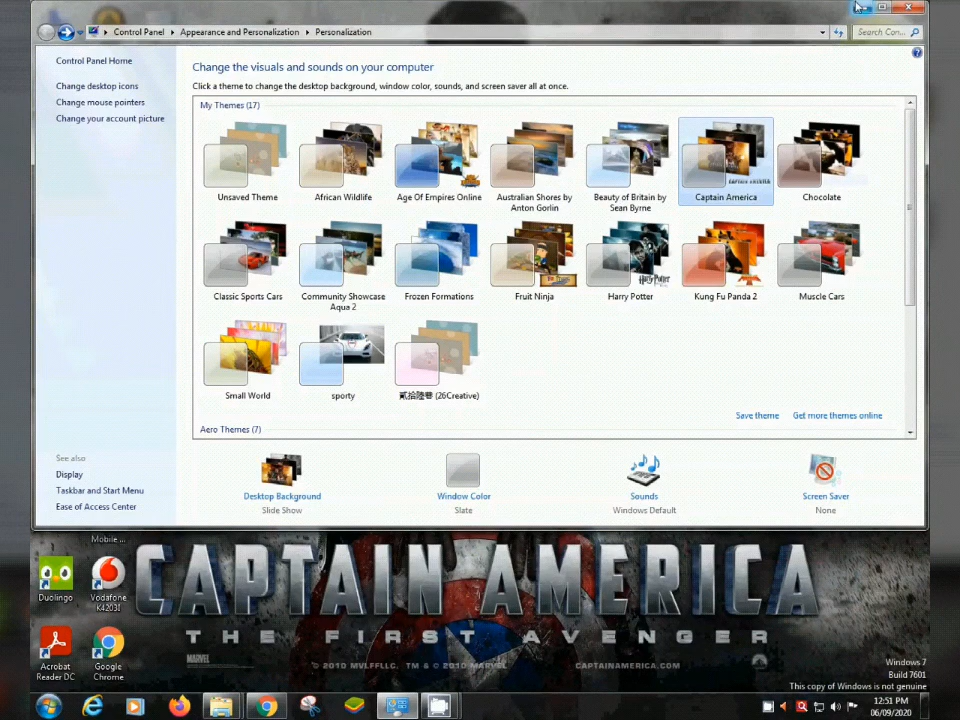 Control Panel ▸ Appearance and Personalization ▸ Personalization
Search Con...
Control Panel Home
Change desktop icons
Change mouse pointers
Change your account picture
Change the visuals and sounds on your computer
Click a theme to change the desktop background, window color, sounds, and screen saver all at once.
My Themes (17)
Unsaved Theme
African Wildlife
Age Of Empires Online
Australian Shores by
Anton Gorlin
Beauty of Britain by
Sean Byrne
Captain America
Chocolate
Classic Sports Cars
Community Showcase
Aqua 2
Frozen Formations
Fruit Ninja
Harry Potter
Kung Fu Panda 2
Muscle Cars
Small World
sporty
(26Creative)
Save theme
Get more themes online
Aero Themes (7)
See also
Display
Taskbar and Start Menu
Ease of Access Center
Desktop Background
Slide Show
Window Color
Slate
Sounds
Windows Default
Screen Saver
None
Mobile ...
Duolingo
Vodafone
K4203I
Acrobat
Reader DC
Google
Chrome
CAPTAIN AMERICA
THE FIRST AVENGER
MARVEL
© 2010 MVLFFLLC. TM & © 2010 MARVEL
CAPTAINAMERICA.COM
Windows 7
Build 7601
This copy of Windows is not genuine
12:51 PM
06/09/2020